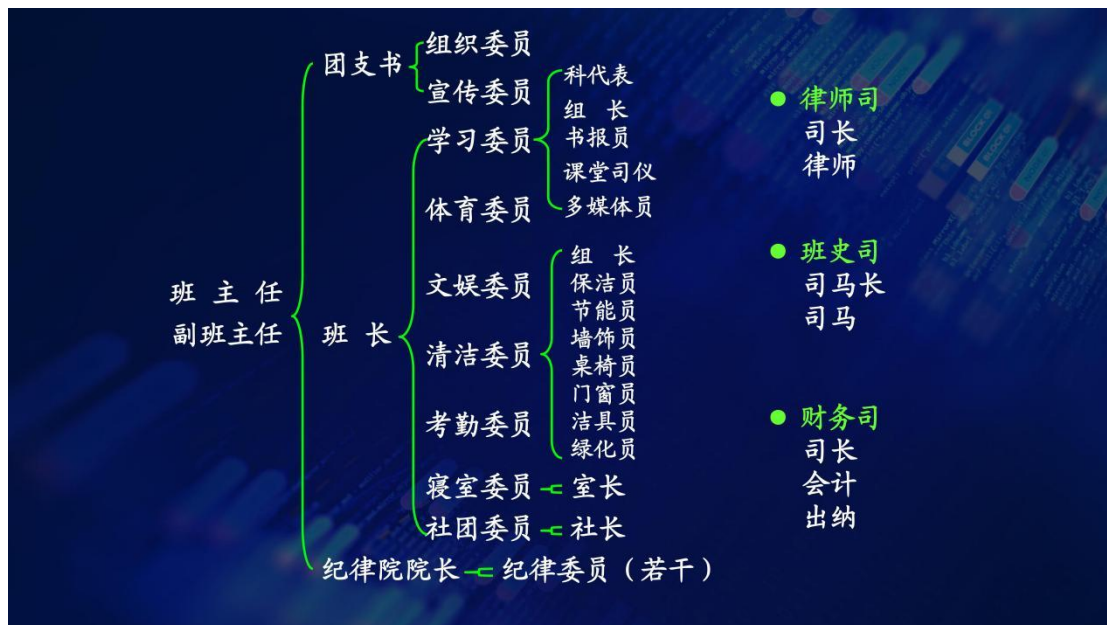 班 主 任
副班主任
团支书
组织委员
宣传委员
班 长
学习委员
科代表
组 长
书报员
课堂司仪
多媒体员
体育委员
文娱委员
清洁委员
组 长
保洁员
节能员
墙饰员
桌椅员
门窗员
洁具员
绿化员
考勤委员
寝室委员
室长
社团委员
社长
纪律院院长
纪律委员（若干）
● 律师司
司长
律师
● 班史司
司马长
司马
● 财务司
司长
会计
出纳